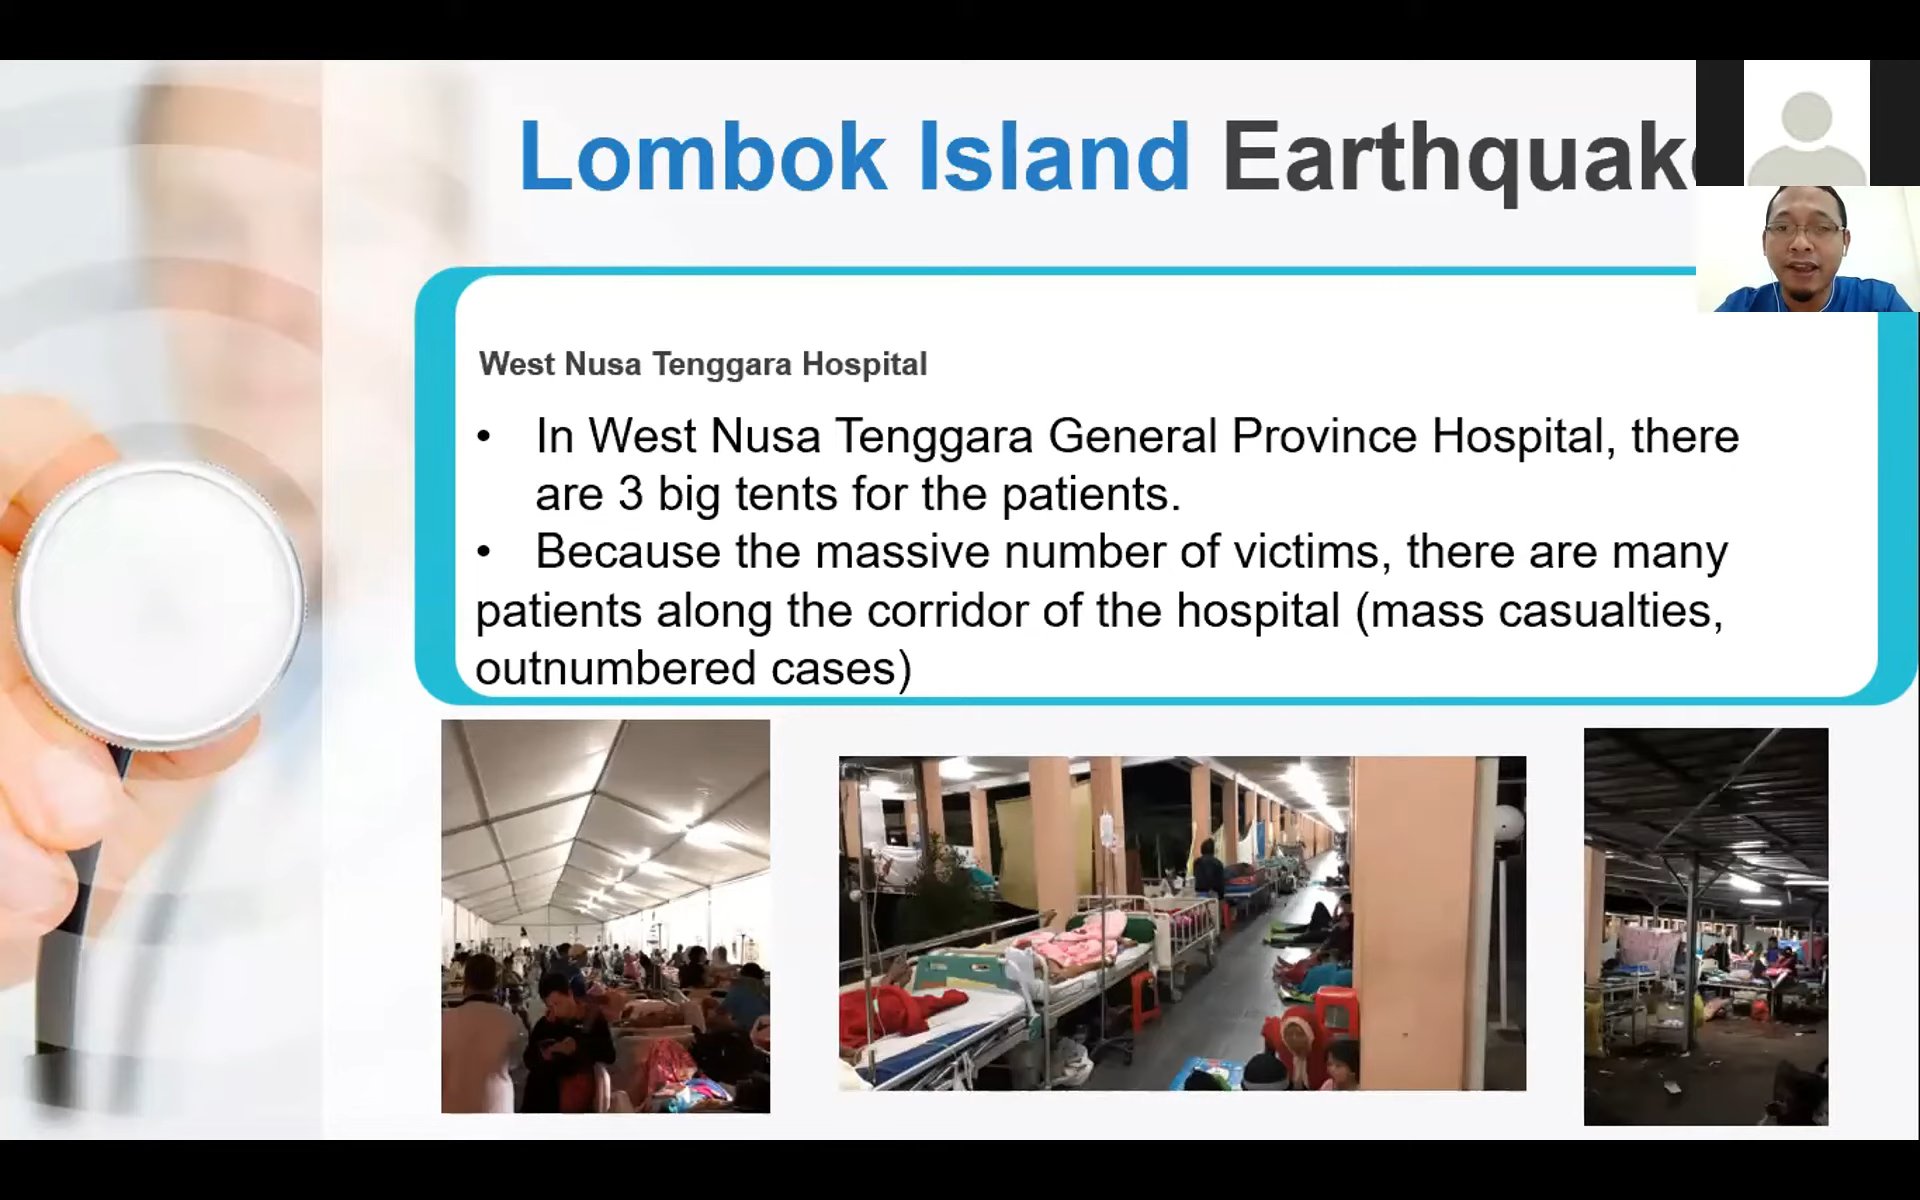 Lombok Island Earthquak
West Nusa Tenggara Hospital
• In West Nusa Tenggara General Province Hospital, there
are 3 big tents for the patients.
• Because the massive number of victims, there are many
patients along the corridor of the hospital (mass casualties,
outnumbered cases)